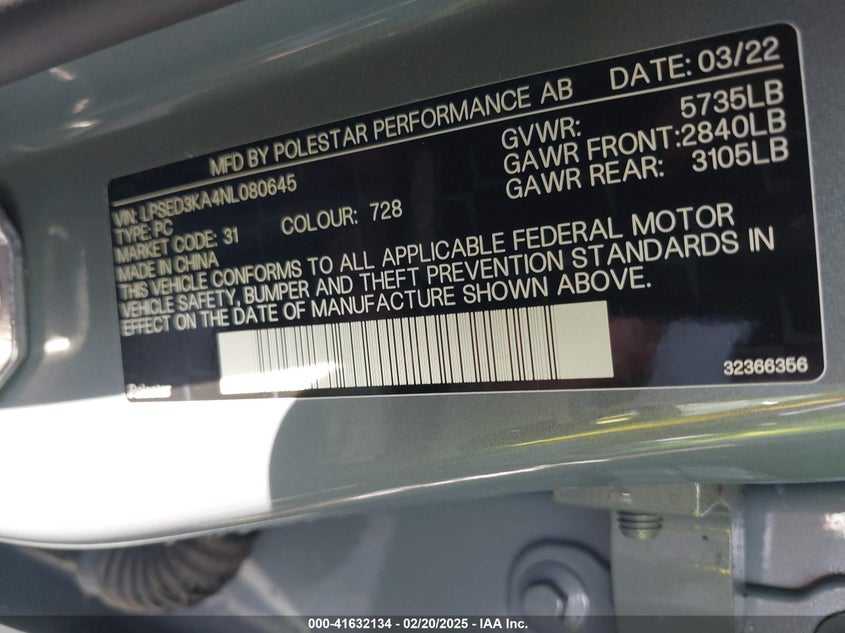 MFD BY POLESTAR PERFORMANCE AB DATE: 03/22
VIN: LPSED3KA4NL080645 GVWR: 5735LB
TYPE: PC GAWR FRONT:2840LB
MARKET CODE: 31 COLOUR: 728 GAWR REAR: 3105LB
MADE IN CHINA
THIS VEHICLE CONFORMS TO ALL APPLICABLE FEDERAL MOTOR
VEHICLE SAFETY, BUMPER AND THEFT PREVENTION STANDARDS IN
EFFECT ON THE DATE OF MANUFACTURE SHOWN ABOVE.
Polestar 32366356
000-41632134 - 02/20/2025 - IAA Inc.